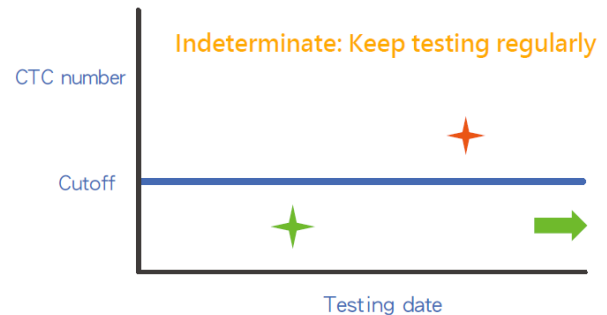 Indeterminate: Keep testing regularly
CTC number
Cutoff
Testing date